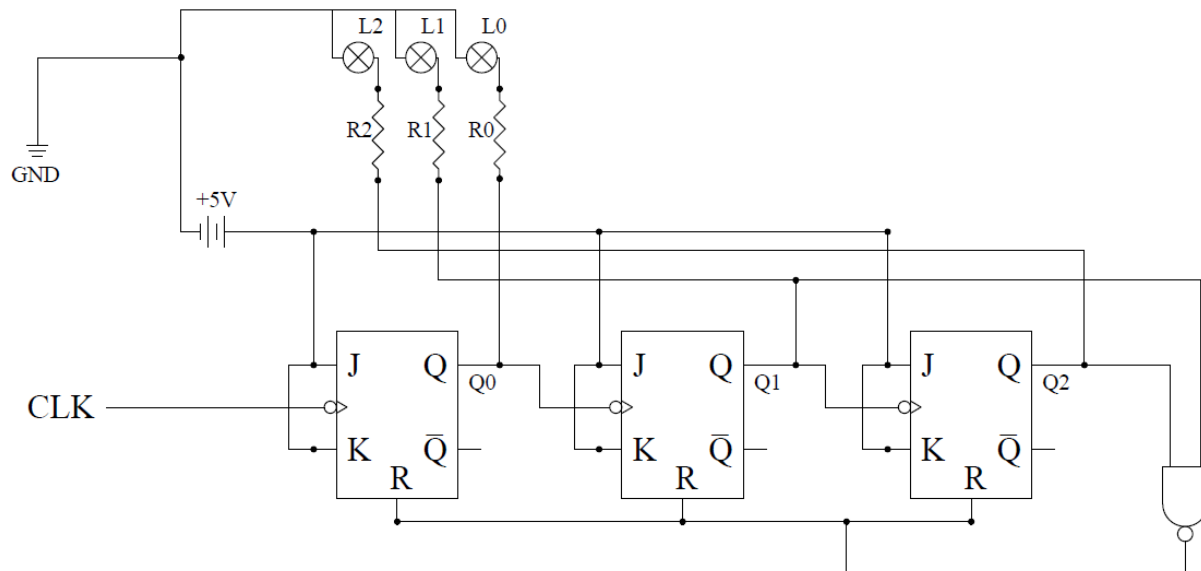 L2 L1 L0
R2 R1 R0
GND
+5V
J Q J Q J Q
Q0 Q1 Q2
CLK
K Q̅ K Q̅ K Q̅
R R R